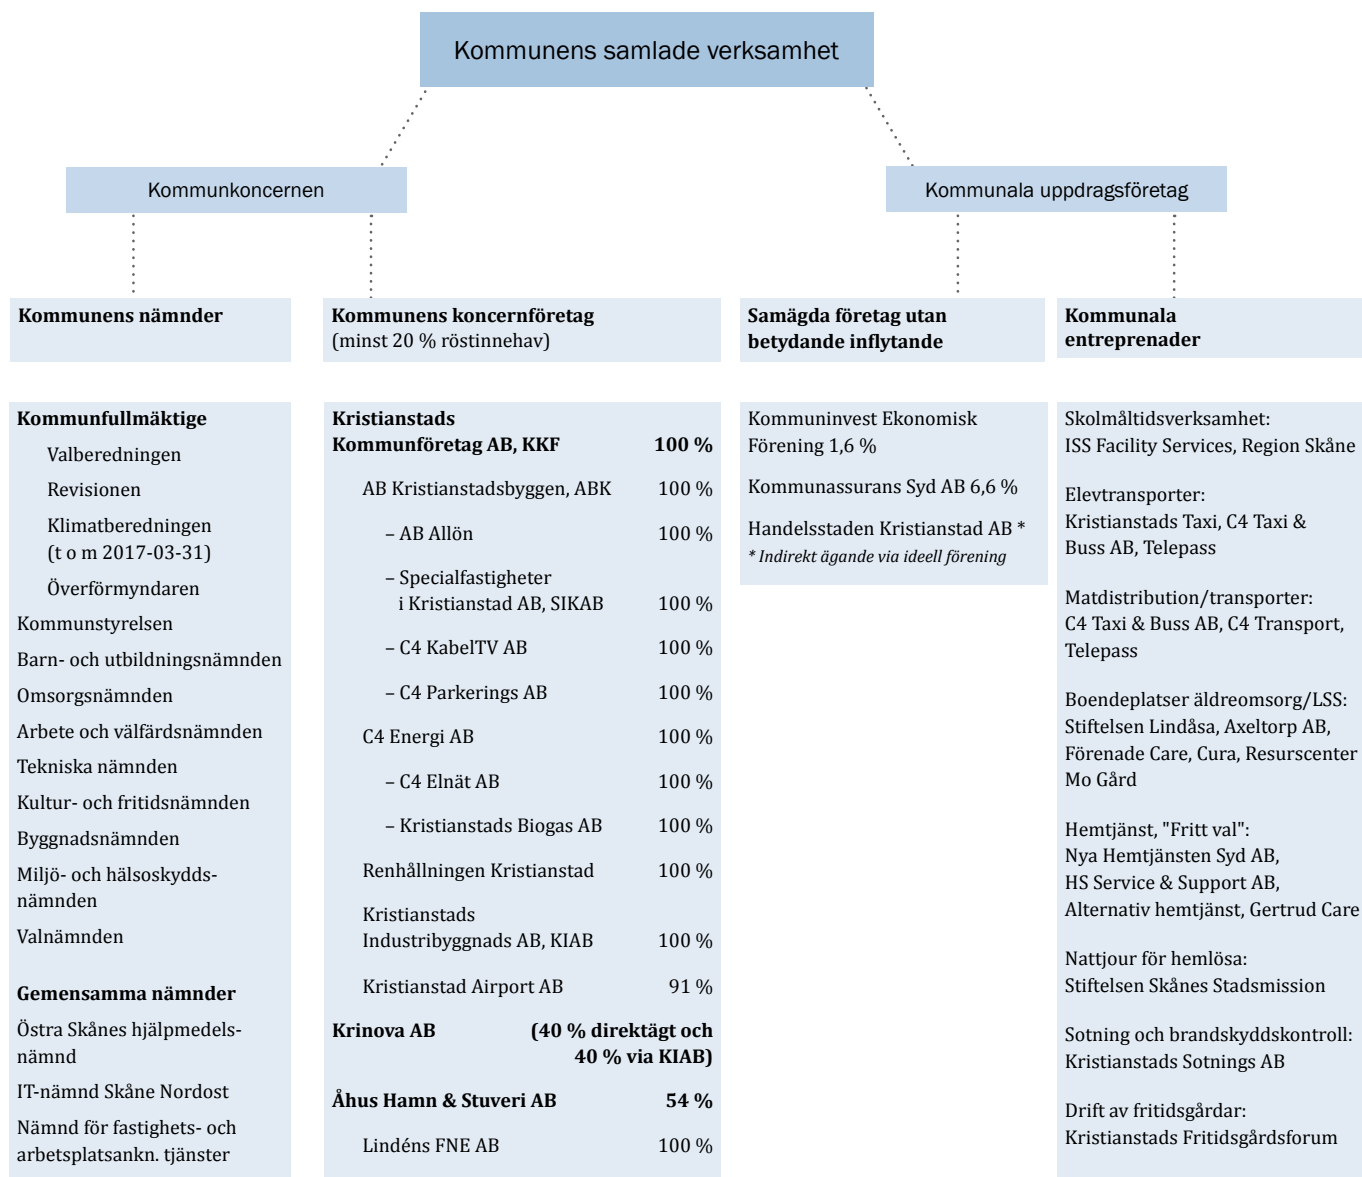 Kommunens samlade verksamhet
Kommunkoncernen
Kommunala uppdragsföretag
Kommunens nämnder
Kommunens koncernföretag
(minst 20 % röstinnehav)
Samägda företag utan
betydande inflytande
Kommunala
entreprenader
Kommunfullmäktige
Valberedningen
Revisionen
Klimatberedningen
(t o m 2017-03-31)
Överförmyndaren
Kommunstyrelsen
Barn- och utbildningsnämnden
Omsorgsnämnden
Arbete och välfärdsnämnden
Tekniska nämnden
Kultur- och fritidsnämnden
Byggnadsnämnden
Miljö- och hälsoskydds-
nämnden
Valnämnden
Gemensamma nämnder
Östra Skånes hjälpmedels-
nämnd
IT-nämnd Skåne Nordost
Nämnd för fastighets- och
arbetsplatsankn. tjänster
Kristianstads
Kommunföretag AB, KKF 100 %
AB Kristianstadsbyggen, ABK 100 %
– AB Allön 100 %
– Specialfastigheter
i Kristianstad AB, SIKAB 100 %
– C4 KabelTV AB 100 %
– C4 Parkerings AB 100 %
C4 Energi AB 100 %
– C4 Elnät AB 100 %
– Kristianstads Biogas AB 100 %
Renhållningen Kristianstad 100 %
Kristianstads
Industribyggnads AB, KIAB 100 %
Kristianstad Airport AB 91 %
Krinova AB (40 % direktägt och
40 % via KIAB)
Åhus Hamn & Stuveri AB 54 %
Lindéns FNE AB 100 %
Kommuninvest Ekonomisk
Förening 1,6 %
Kommunassurans Syd AB 6,6 %
Handelsstaden Kristianstad AB *
* Indirekt ägande via ideell förening
Skolmåltidsverksamhet:
ISS Facility Services, Region Skåne
Elevtransporter:
Kristianstads Taxi, C4 Taxi &
Buss AB, Telepass
Matdistribution/transporter:
C4 Taxi & Buss AB, C4 Transport,
Telepass
Boendeplatser äldreomsorg/LSS:
Stiftelsen Lindåsa, Axeltorp AB,
Förenade Care, Cura, Resurscenter
Mo Gård
Hemtjänst, "Fritt val":
Nya Hemtjänsten Syd AB,
HS Service & Support AB,
Alternativ hemtjänst, Gertrud Care
Nattjour för hemlösa:
Stiftelsen Skånes Stadsmission
Sotning och brandskyddskontroll:
Kristianstads Sotnings AB
Drift av fritidsgårdar:
Kristianstads Fritidsgårdsforum